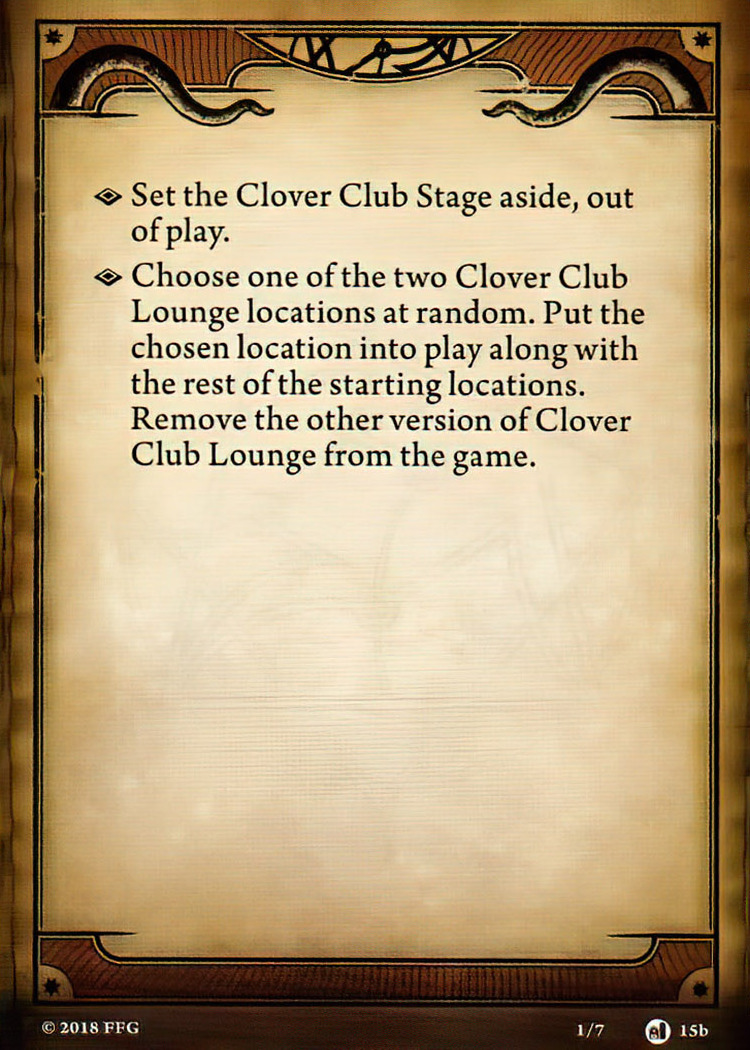 Set the Clover Club Stage aside, out
of play.
Choose one of the two Clover Club
Lounge locations at random. Put the
chosen location into play along with
the rest of the starting locations.
Remove the other version of Clover
Club Lounge from the game.
© 2018 FFG
1/7
15b